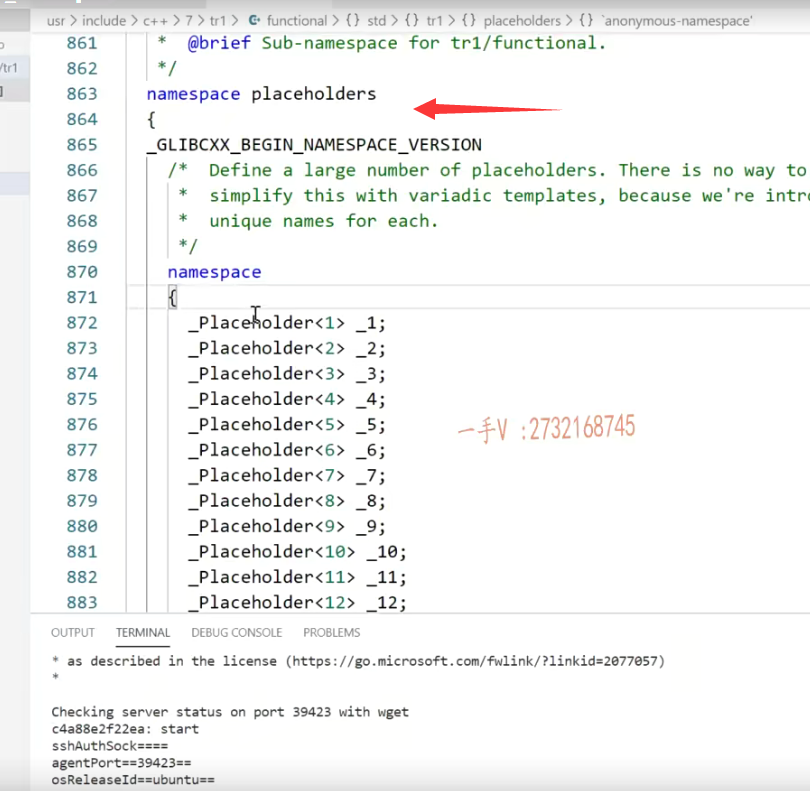 usr > include > c++ > 7 > tr1 > functional > {} std > {} tr1 > {} placeholders > {} `anonymous-namespace'
/tr1
861 * @brief Sub-namespace for tr1/functional.
862 */
863 namespace placeholders
864 {
865 _GLIBCXX_BEGIN_NAMESPACE_VERSION
866 /* Define a large number of placeholders. There is no way to
867 * simplify this with variadic templates, because we're intro
868 * unique names for each.
869 */
870 namespace
871 {
872 _Placeholder<1> _1;
873 _Placeholder<2> _2;
874 _Placeholder<3> _3;
875 _Placeholder<4> _4;
876 _Placeholder<5> _5;
一手V :2732168745
877 _Placeholder<6> _6;
878 _Placeholder<7> _7;
879 _Placeholder<8> _8;
880 _Placeholder<9> _9;
881 _Placeholder<10> _10;
882 _Placeholder<11> _11;
883 _Placeholder<12> _12;
OUTPUT TERMINAL DEBUG CONSOLE PROBLEMS
* as described in the license (https://go.microsoft.com/fwlink/?linkid=2077057)
*
Checking server status on port 39423 with wget
c4a88e2f22ea: start
sshAuthSock====
agentPort==39423==
osReleaseId==ubuntu==